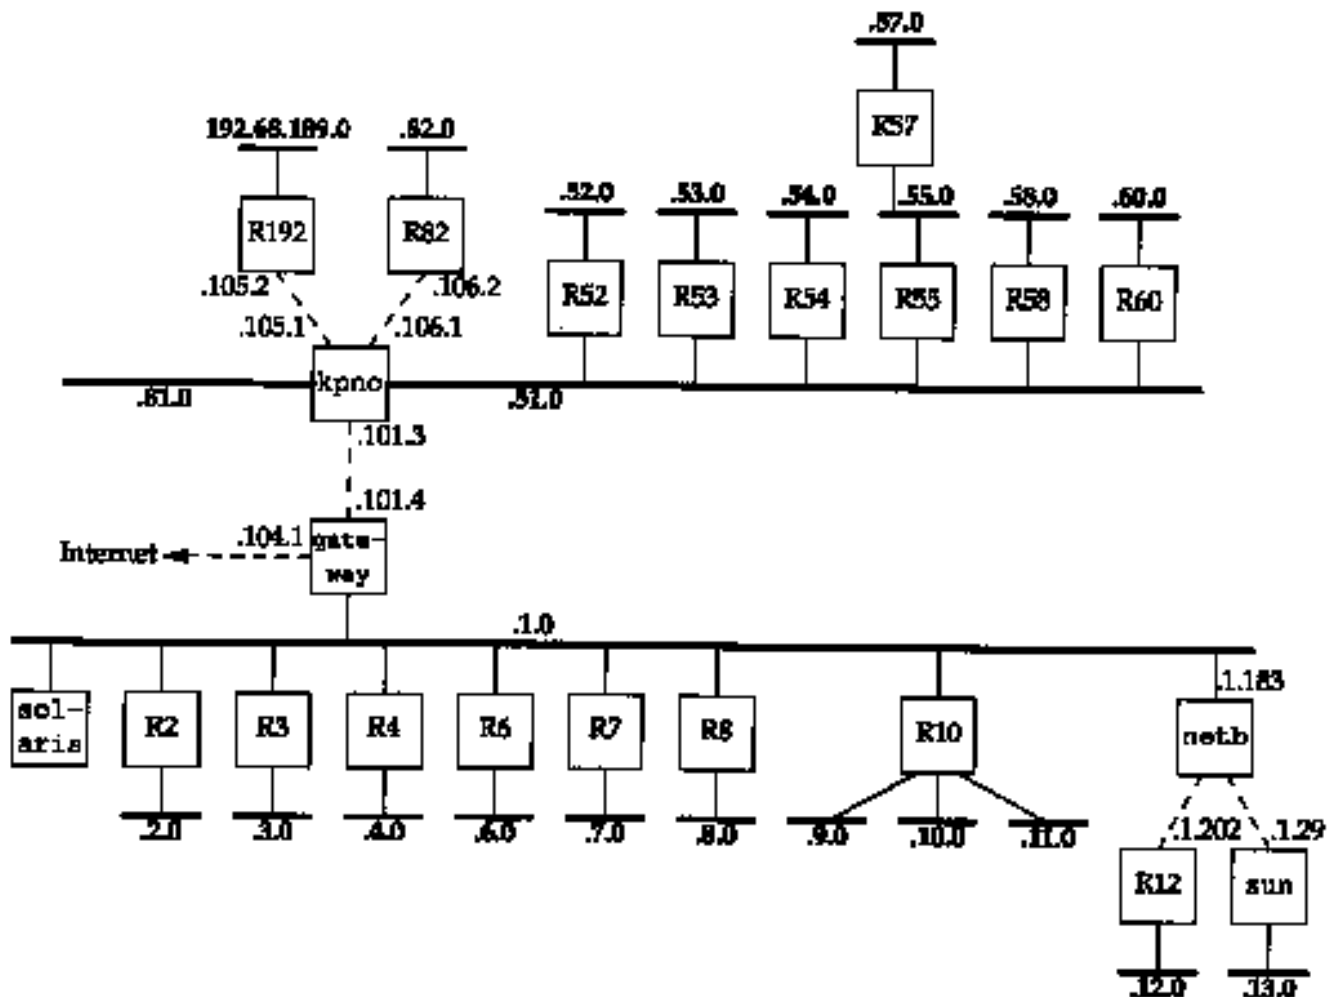 .57.0
R57
192.68.189.0 .82.0
.52.0 .53.0 .54.0 .55.0 .58.0 .60.0
R192 R82
R52 R53 R54 R55 R58 R60
.105.2 .106.2
.105.1 .106.1
kpno
.81.0 .51.0
.101.3
.101.4
Internet .104.1
gate-
way
.1.0
.1.183
sol-
aris
R2 R3 R4 R6 R7 R8 R10 netb
.2.0 .3.0 .4.0 .6.0 .7.0 .8.0 .9.0 .10.0 .11.0
.1.202 .1.29
R12 sun
.12.0 .13.0